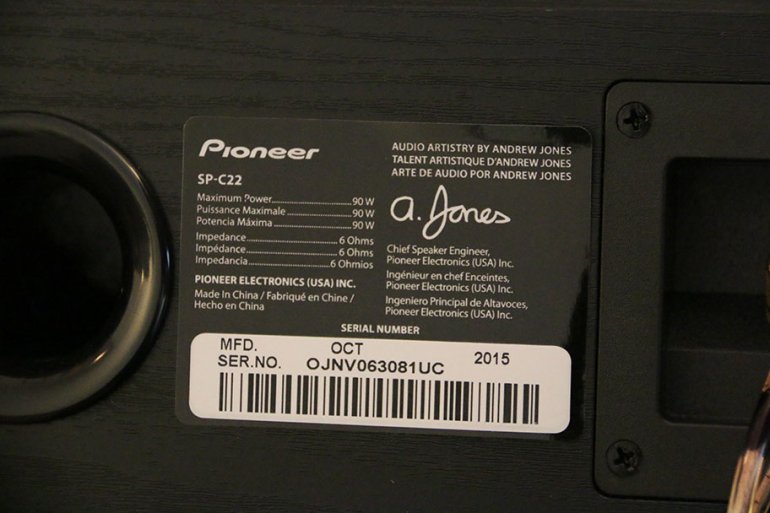 Pioneer
SP-C22
Maximum Power 90 W
Puissance Maximale 90 W
Potencia Máxima 90 W
Impedance 6 Ohms
Impédance 6 Ohms
Impedancia 6 Ohmios
PIONEER ELECTRONICS (USA) INC.
Made In China / Fabriqué en Chine /
Hecho en China
AUDIO ARTISTRY BY ANDREW JONES
TALENT ARTISTIQUE D'ANDREW JONES
ARTE DE AUDIO POR ANDREW JONES
a. Jones
Chief Speaker Engineer,
Pioneer Electronics (USA) Inc.
Ingénieur en chef Enceintes,
Pioneer Electronics (USA) Inc.
Ingeniero Principal de Altavoces,
Pioneer Electronics (USA) Inc.
SERIAL NUMBER
MFD. OCT 2015
SER.NO. OJNV063081UC